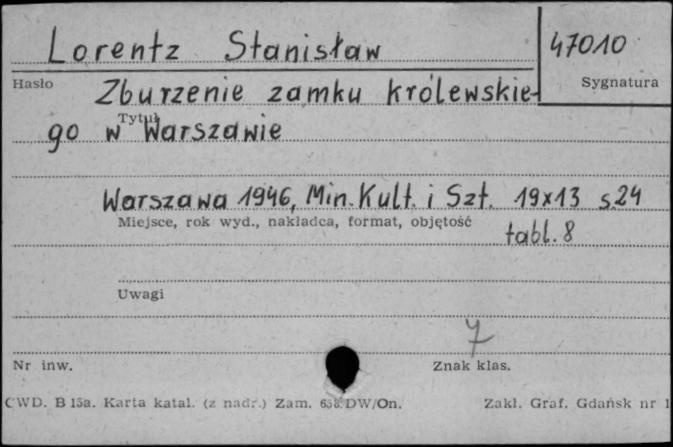 Lorentz Stanisław
47010
Hasło
Sygnatura
Zburzenie zamku królewskie-
Tytuł
go w Warszawie
Warszawa 1946, Min. Kult. i Szt. 19x13 s.24
Miejsce, rok wyd., nakładca, format, objętość
tabl. 8
Uwagi
7
Nr inw.
Znak klas.
CWD. B 15a. Karta katal. (z nadr.) Zam. 658/DW/On.
Zakł. Graf. Gdańsk nr 1